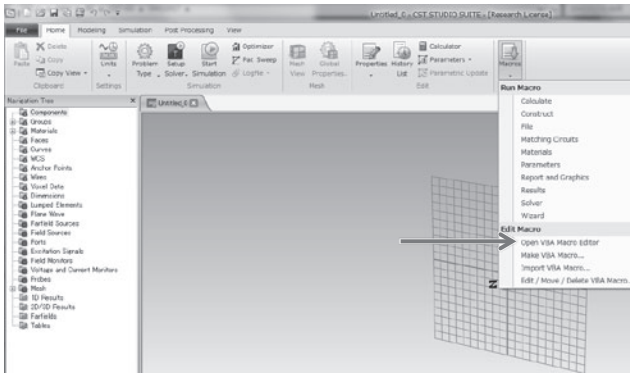 Untitled_0 - CST STUDIO SUITE - [Research License]
File Home Modeling Simulation Post Processing View
Paste
Delete
Copy
Copy View
Clipboard
Units
Settings
Problem Type
Setup Solver
Start Simulation
Optimizer
Par. Sweep
Logfile
Simulation
Mesh View
Global Properties
Mesh
Properties
History List
Calculator
Parameters
Parametric Update
Edit
Macros
Run Macro
Calculate
Construct
File
Matching Circuits
Materials
Parameters
Report and Graphics
Results
Solver
Wizard
Edit Macro
Open VBA Macro Editor
Make VBA Macro...
Import VBA Macro...
Edit / Move / Delete VBA Macro.
Navigation Tree
Untitled_0
Components
Groups
Materials
Faces
Curves
WCS
Anchor Points
Wires
Voxel Data
Dimensions
Lumped Elements
Plane Wave
Farfield Sources
Field Sources
Ports
Excitation Signals
Field Monitors
Voltage and Current Monitors
Probes
Mesh
1D Results
2D/3D Results
Farfields
Tables
z